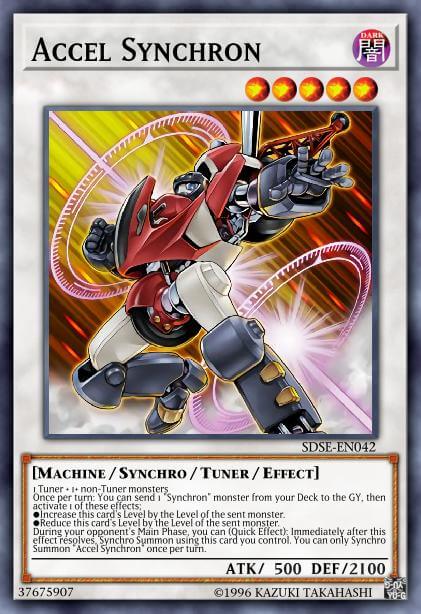 ACCEL SYNCHRON
DARK
闇
SDSE-EN042
[MACHINE / SYNCHRO / TUNER / EFFECT]
1 Tuner + 1+ non-Tuner monsters
Once per turn: You can send 1 "Synchron" monster from your Deck to the GY, then
activate 1 of these effects;
●Increase this card's Level by the Level of the sent monster.
●Reduce this card's Level by the Level of the sent monster.
During your opponent's Main Phase, you can (Quick Effect): Immediately after this
effect resolves, Synchro Summon using this card you control. You can only Synchro
Summon "Accel Synchron" once per turn.
ATK/ 500 DEF/2100
37675907
©1996 KAZUKI TAKAHASHI